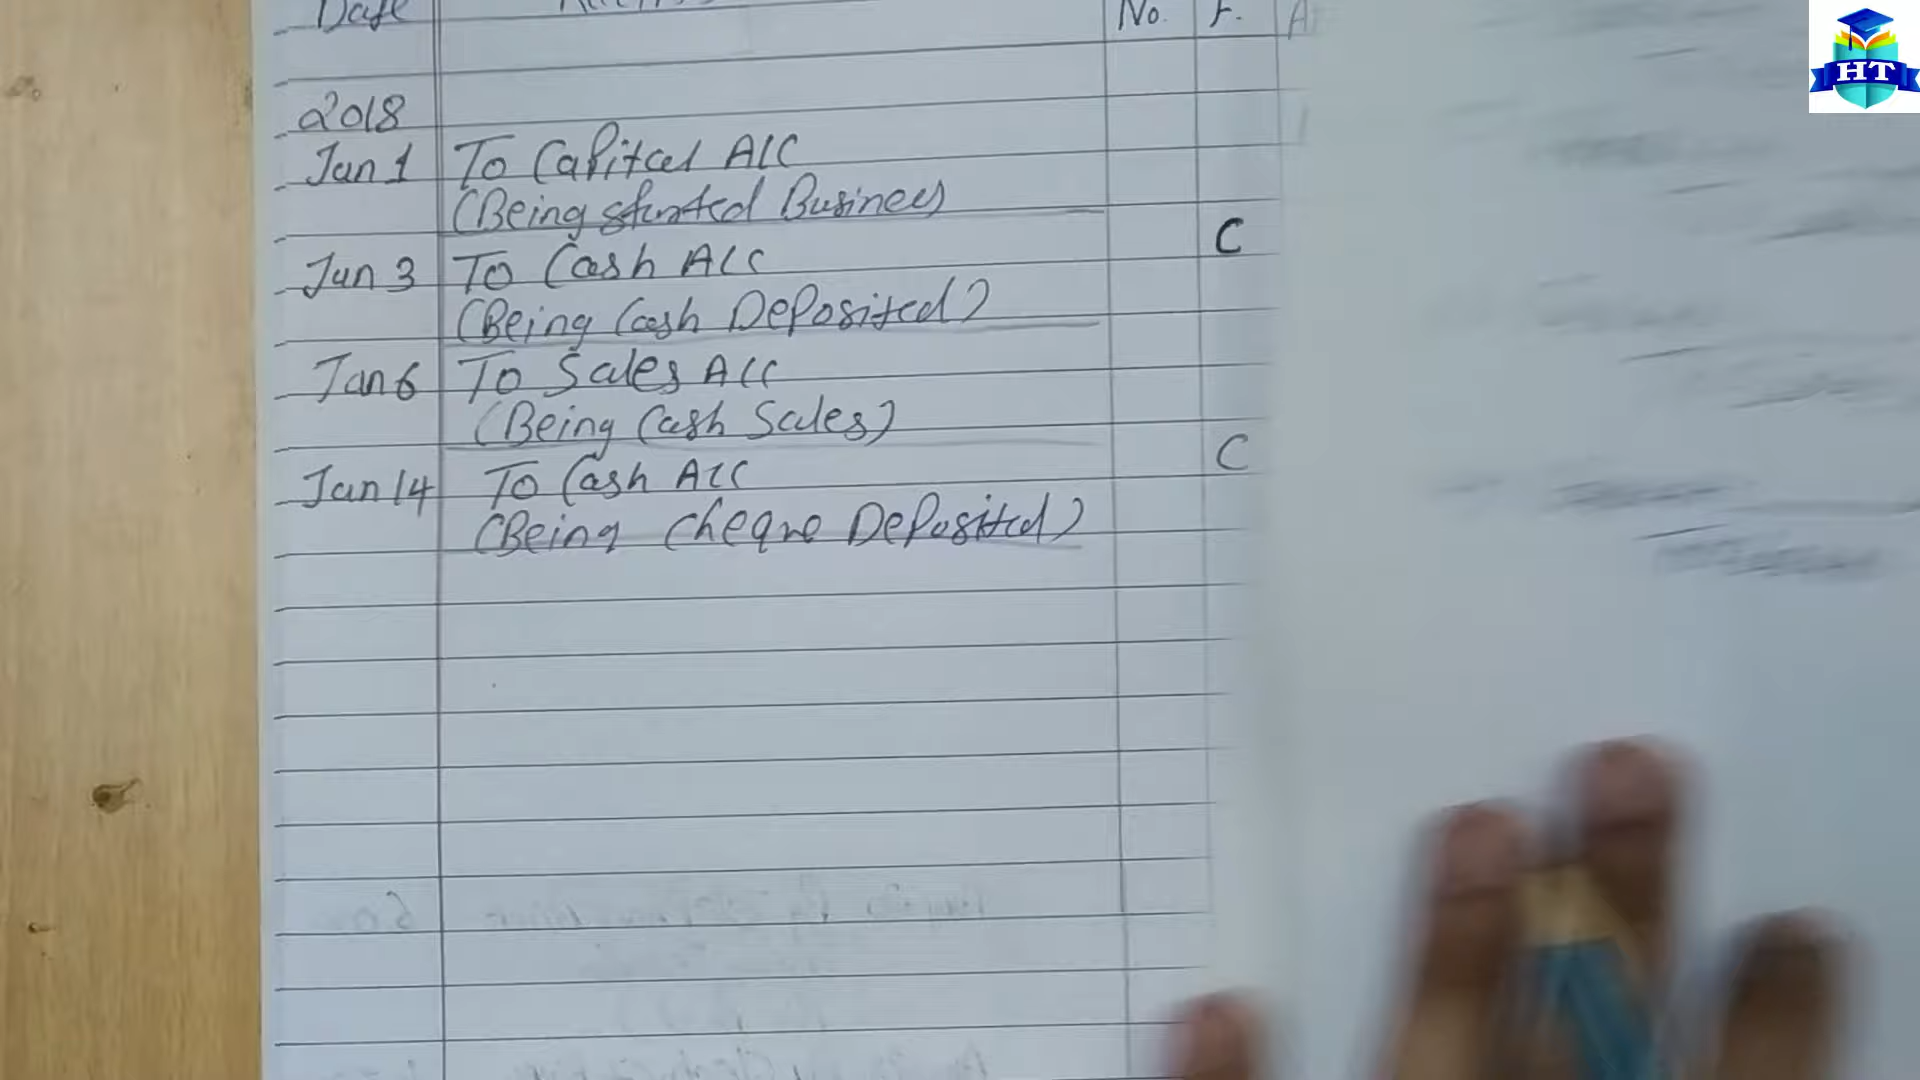 Date No. F.
2018
Jan 1 To Capital A/C
(Being started Business)
C
Jan 3 To Cash A/C
(Being Cash Deposited)
Jan 6 To Sales A/C
(Being Cash Sales)
C
Jan 14 To Cash A/C
(Being Cheque Deposited)
HT